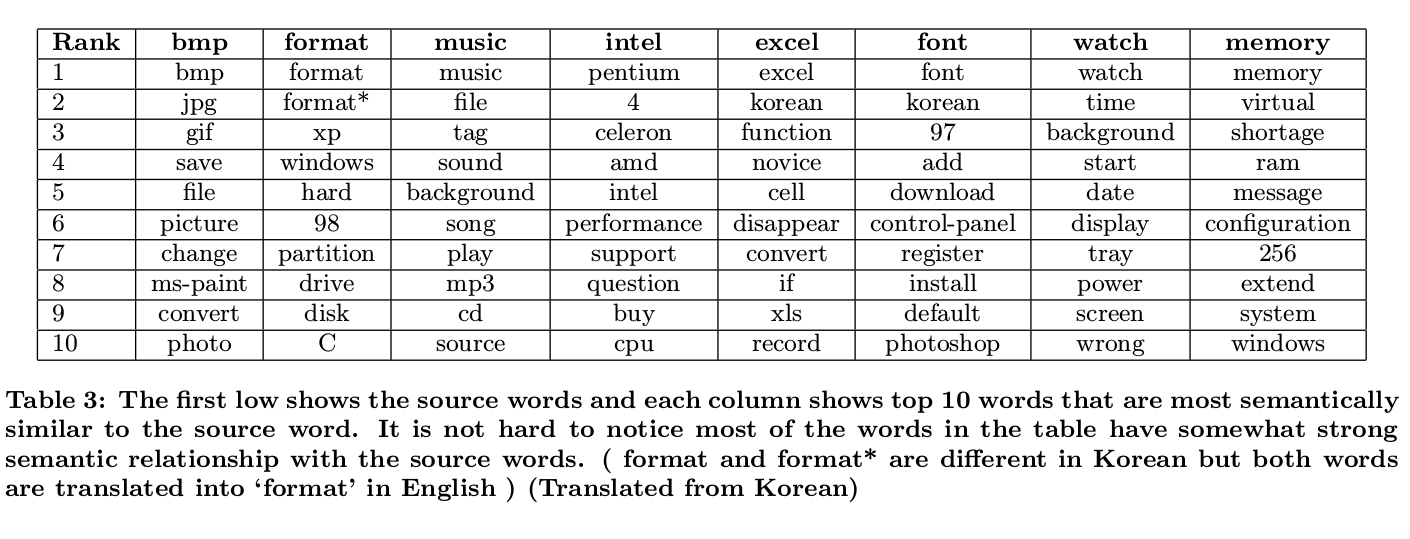 Rank bmp format music intel excel font watch memory
1 bmp format music pentium excel font watch memory
2 jpg format* file 4 korean korean time virtual
3 gif xp tag celeron function 97 background shortage
4 save windows sound amd novice add start ram
5 file hard background intel cell download date message
6 picture 98 song performance disappear control-panel display configuration
7 change partition play support convert register tray 256
8 ms-paint drive mp3 question if install power extend
9 convert disk cd buy xls default screen system
10 photo C source cpu record photoshop wrong windows
Table 3: The first low shows the source words and each column shows top 10 words that are most semantically
similar to the source word. It is not hard to notice most of the words in the table have somewhat strong
semantic relationship with the source words. ( format and format* are different in Korean but both words
are translated into ‘format’ in English ) (Translated from Korean)